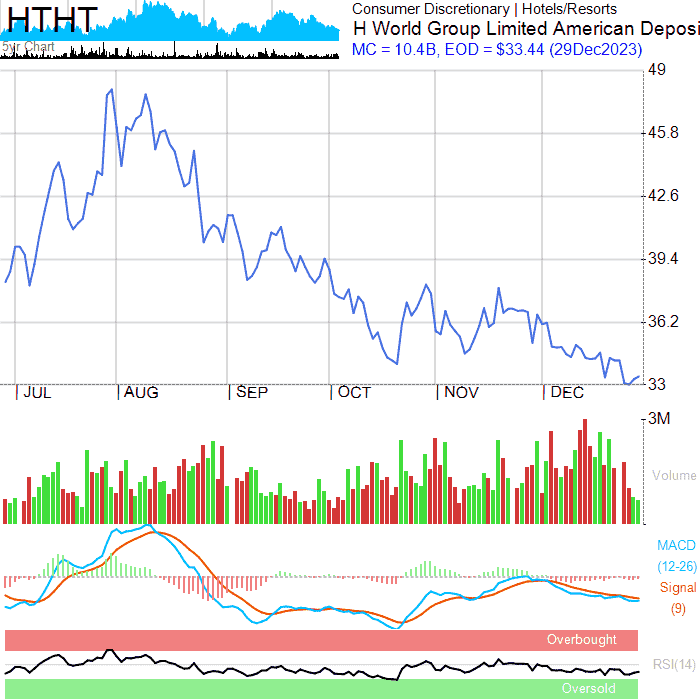 HTHT
5yr Chart
Consumer Discretionary | Hotels/Resorts
H World Group Limited American Deposi
MC = 10.4B, EOD = $33.44 (29Dec2023)
49
45.8
42.6
39.4
36.2
33
JUL
AUG
SEP
OCT
NOV
DEC
3M
Volume
MACD
(12-26)
Signal
(9)
Overbought
RSI(14)
Oversold